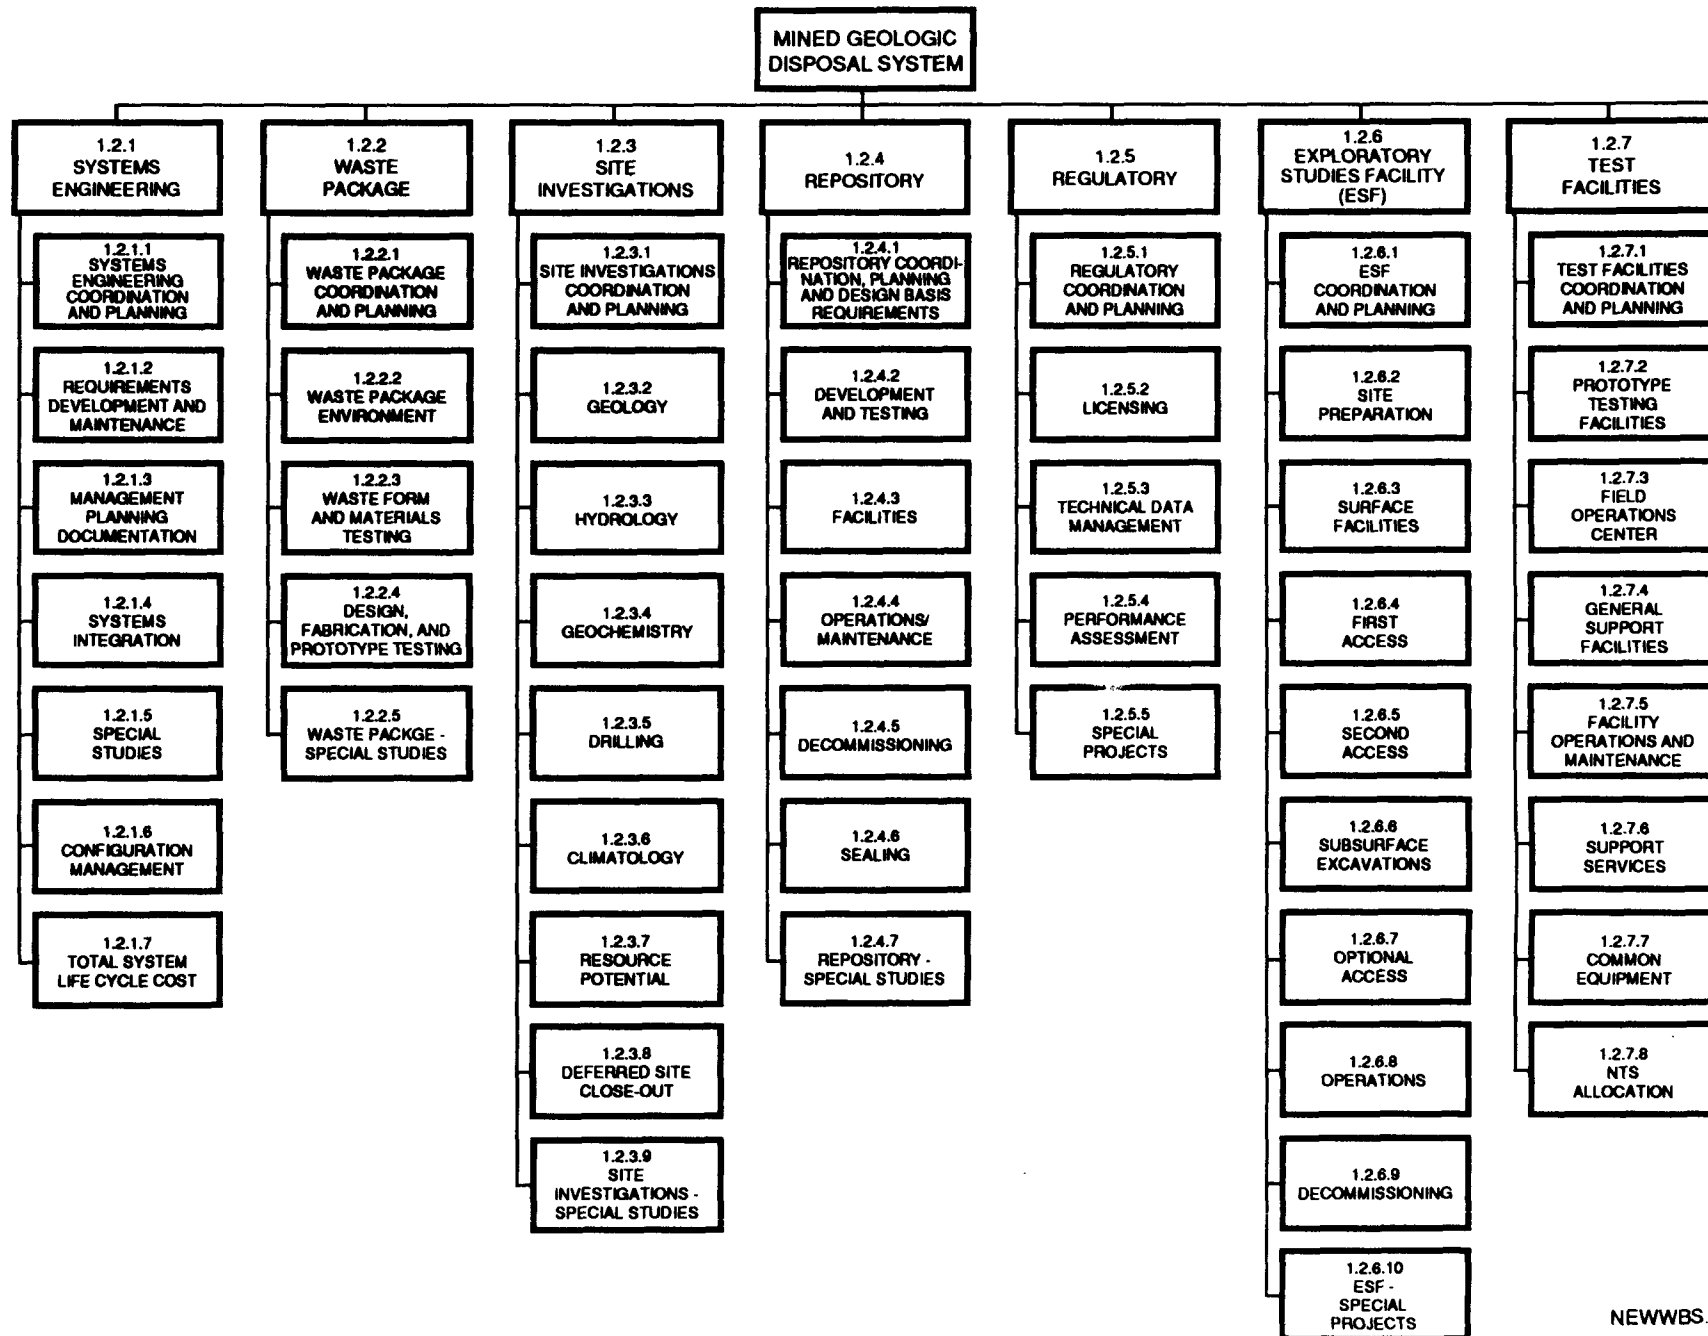 MINED GEOLOGIC
DISPOSAL SYSTEM
1.2.1
SYSTEMS
ENGINEERING
1.2.1.1
SYSTEMS
ENGINEERING
COORDINATION
AND PLANNING
1.2.1.2
REQUIREMENTS
DEVELOPMENT AND
MAINTENANCE
1.2.1.3
MANAGEMENT
PLANNING
DOCUMENTATION
1.2.1.4
SYSTEMS
INTEGRATION
1.2.1.5
SPECIAL
STUDIES
1.2.1.6
CONFIGURATION
MANAGEMENT
1.2.1.7
TOTAL SYSTEM
LIFE CYCLE COST
1.2.2
WASTE
PACKAGE
1.2.2.1
WASTE PACKAGE
COORDINATION
AND PLANNING
1.2.2.2
WASTE PACKAGE
ENVIRONMENT
1.2.2.3
WASTE FORM
AND MATERIALS
TESTING
1.2.2.4
DESIGN,
FABRICATION, AND
PROTOTYPE TESTING
1.2.2.5
WASTE PACKGE -
SPECIAL STUDIES
1.2.3
SITE
INVESTIGATIONS
1.2.3.1
SITE INVESTIGATIONS
COORDINATION
AND PLANNING
1.2.3.2
GEOLOGY
1.2.3.3
HYDROLOGY
1.2.3.4
GEOCHEMISTRY
1.2.3.5
DRILLING
1.2.3.6
CLIMATOLOGY
1.2.3.7
RESOURCE
POTENTIAL
1.2.3.8
DEFERRED SITE
CLOSE-OUT
1.2.3.9
SITE
INVESTIGATIONS -
SPECIAL STUDIES
1.2.4
REPOSITORY
1.2.4.1
REPOSITORY COORDI-
NATION, PLANNING
AND DESIGN BASIS
REQUIREMENTS
1.2.4.2
DEVELOPMENT
AND TESTING
1.2.4.3
FACILITIES
1.2.4.4
OPERATIONS/
MAINTENANCE
1.2.4.5
DECOMMISSIONING
1.2.4.6
SEALING
1.2.4.7
REPOSITORY -
SPECIAL STUDIES
1.2.5
REGULATORY
1.2.5.1
REGULATORY
COORDINATION
AND PLANNING
1.2.5.2
LICENSING
1.2.5.3
TECHNICAL DATA
MANAGEMENT
1.2.5.4
PERFORMANCE
ASSESSMENT
1.2.5.5
SPECIAL
PROJECTS
1.2.6
EXPLORATORY
STUDIES FACILITY
(ESF)
1.2.6.1
ESF
COORDINATION
AND PLANNING
1.2.6.2
SITE
PREPARATION
1.2.6.3
SURFACE
FACILITIES
1.2.6.4
FIRST
ACCESS
1.2.6.5
SECOND
ACCESS
1.2.6.6
SUBSURFACE
EXCAVATIONS
1.2.6.7
OPTIONAL
ACCESS
1.2.6.8
OPERATIONS
1.2.6.9
DECOMMISSIONING
1.2.6.10
ESF -
SPECIAL
PROJECTS
1.2.7
TEST
FACILITIES
1.2.7.1
TEST FACILITIES
COORDINATION
AND PLANNING
1.2.7.2
PROTOTYPE
TESTING
FACILITIES
1.2.7.3
FIELD
OPERATIONS
CENTER
1.2.7.4
GENERAL
SUPPORT
FACILITIES
1.2.7.5
FACILITY
OPERATIONS AND
MAINTENANCE
1.2.7.6
SUPPORT
SERVICES
1.2.7.7
COMMON
EQUIPMENT
1.2.7.8
NTS
ALLOCATION
NEWWBS